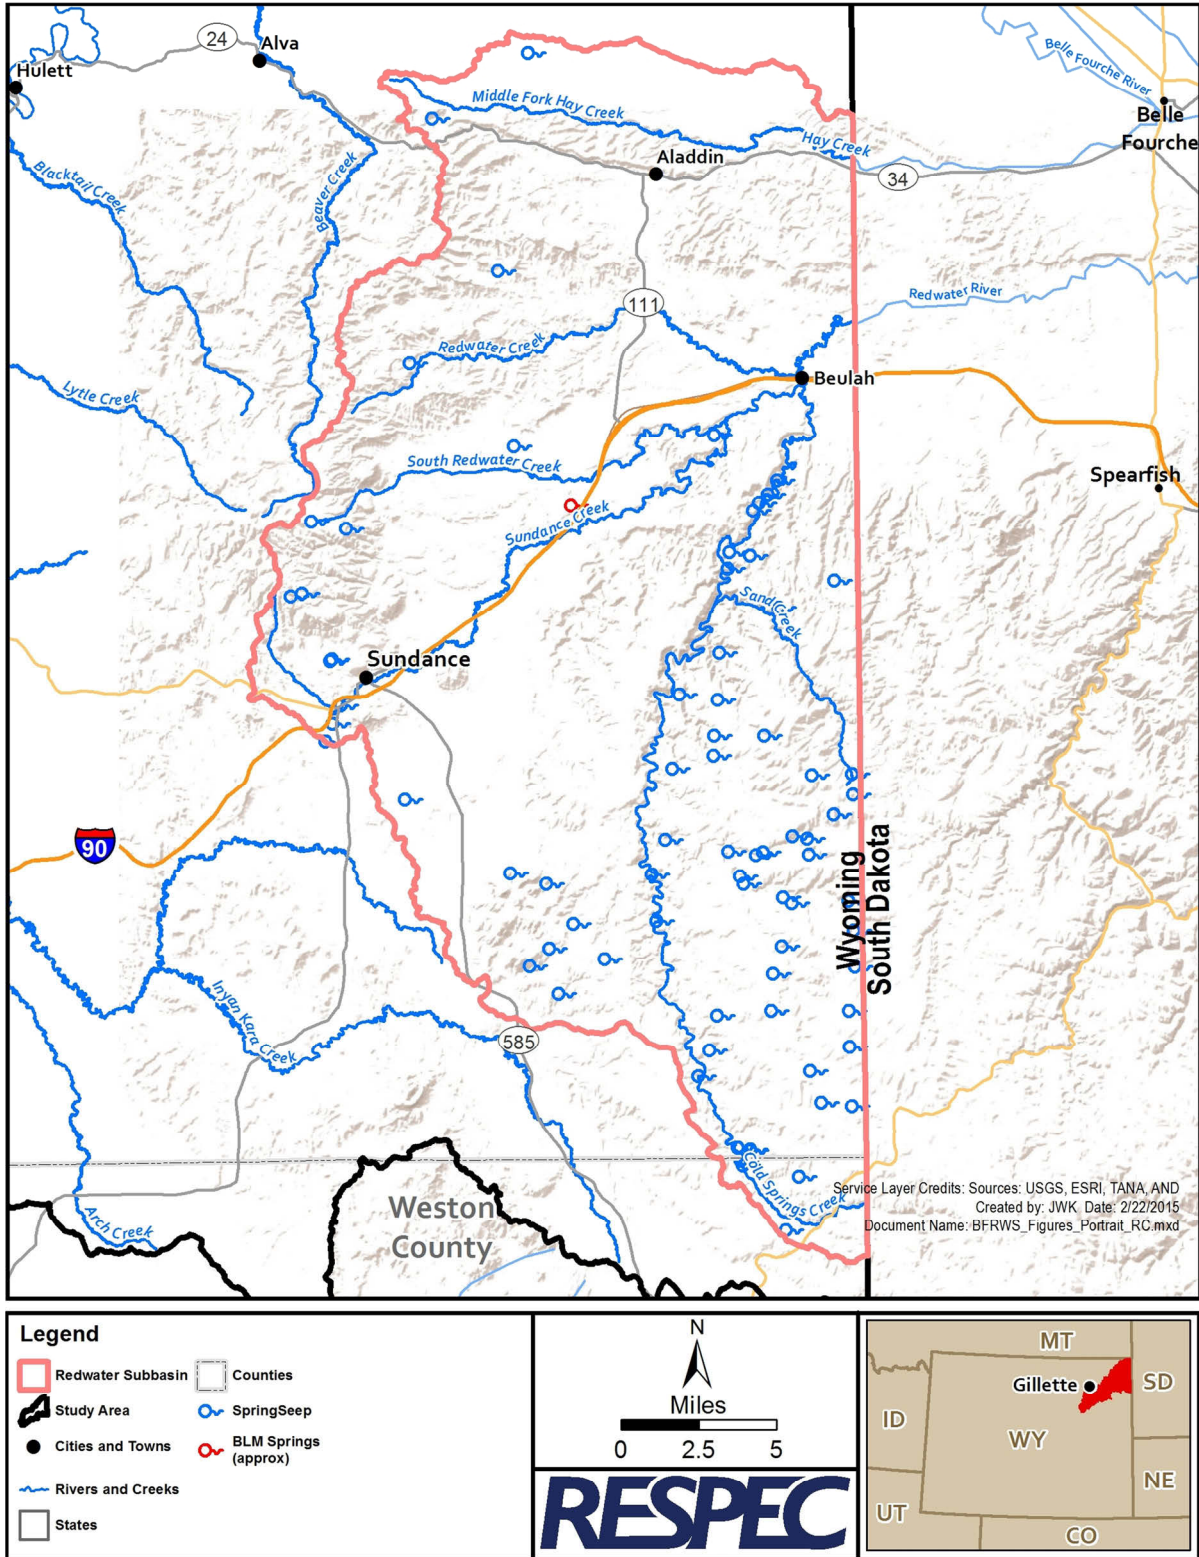 24
Alva
Hulett
Belle Fourche River
Middle Fork Hay Creek
Belle
Fourche
Hay Creek
Aladdin
34
Blacktail Creek
Beaver Creek
Redwater River
111
Redwater Creek
Beulah
Lytle Creek
South Redwater Creek
Spearfish
Sundance Creek
Sand Creek
Sundance
90
Wyoming
South Dakota
Inyan Kara Creek
585
Cold Springs Creek
Weston
County
Arch Creek
Service Layer Credits: Sources: USGS, ESRI, TANA, AND
Created by: JWK Date: 2/22/2015
Document Name: BFRWS_Figures_Portrait_RC.mxd
Legend
Redwater Subbasin
Counties
Study Area
SpringSeep
Cities and Towns
BLM Springs
(approx)
Rivers and Creeks
States
N
Miles
0 2.5 5
RESPEC
MT
Gillette
SD
ID
WY
NE
UT
CO